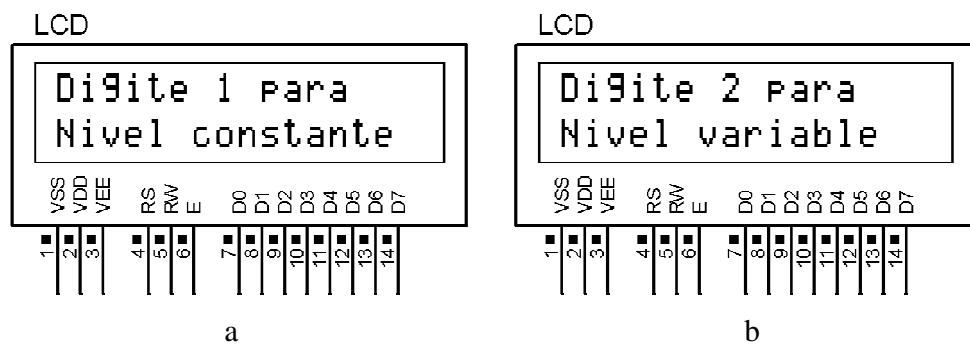 LCD
Digite 1 para
Nivel constante
VSS VDD VEE RS RW E D0 D1 D2 D3 D4 D5 D6 D7
1 2 3 4 5 6 7 8 9 10 11 12 13 14
a
LCD
Digite 2 para
Nivel variable
VSS VDD VEE RS RW E D0 D1 D2 D3 D4 D5 D6 D7
1 2 3 4 5 6 7 8 9 10 11 12 13 14
b